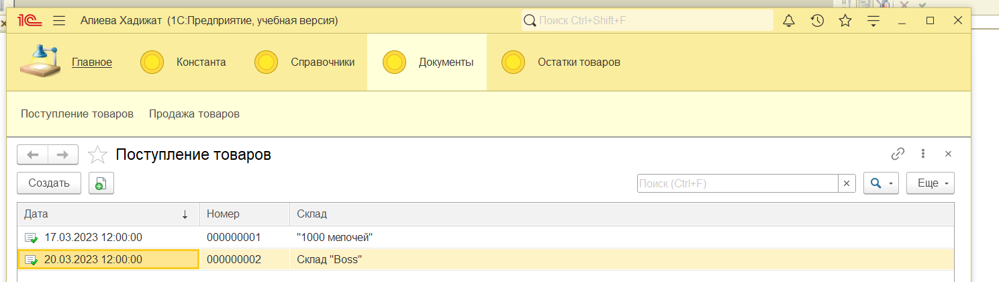 1С Алиева Хадижат (1С:Предприятие, учебная версия) Поиск Ctrl+Shift+F
Главное Константа Справочники Документы Остатки товаров
Поступление товаров Продажа товаров
Поступление товаров
Создать Поиск (Ctrl+F) × Еще
Дата ↓ Номер Склад
17.03.2023 12:00:00 000000001 "1000 мелочей"
20.03.2023 12:00:00 000000002 Склад "Boss"